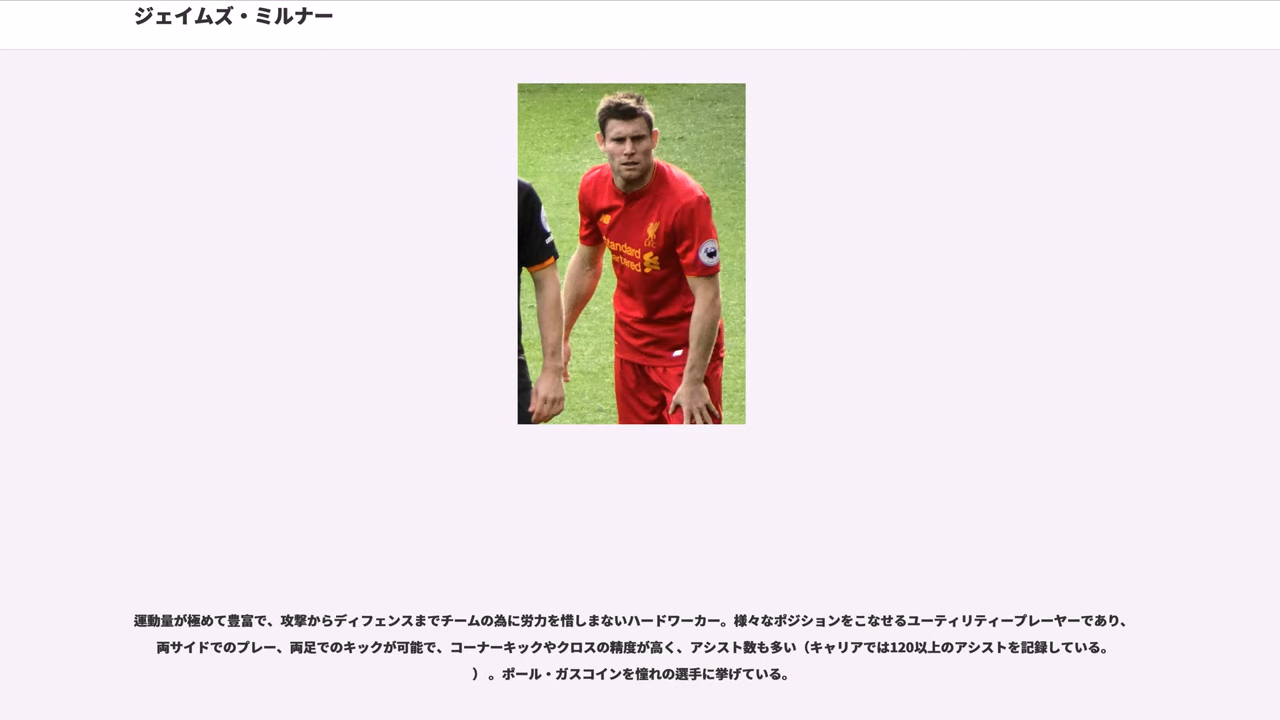 ジェイムズ・ミルナー
Standard
artered
運動量が極めて豊富で、攻撃からディフェンスまでチームの為に労力を惜しまないハードワーカー。様々なポジションをこなせるユーティリティープレーヤーであり、
両サイドでのプレー、両足でのキックが可能で、コーナーキックやクロスの精度が高く、アシスト数も多い（キャリアでは120以上のアシストを記録している。
）。ポール・ガスコインを憧れの選手に挙げている。